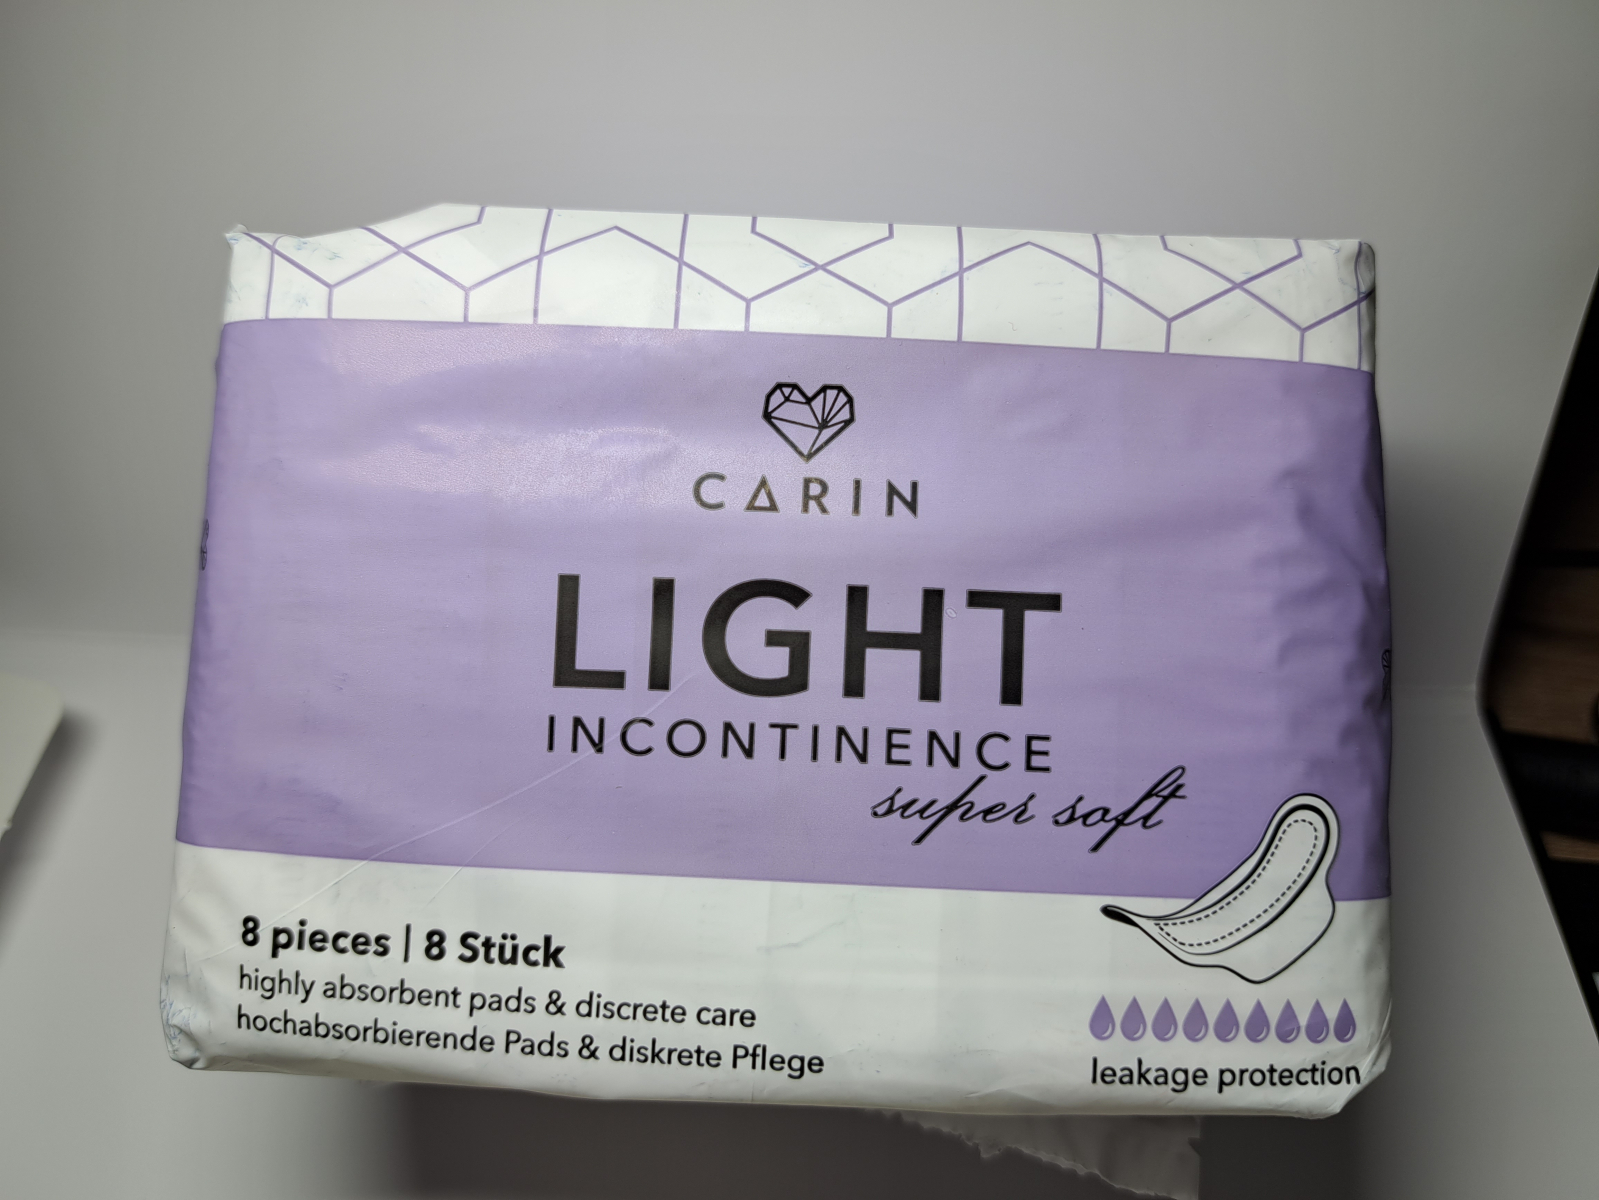 CARIN
LIGHT
INCONTINENCE
super soft
8 pieces | 8 Stück
highly absorbent pads & discrete care
hochabsorbierende Pads & diskrete Pflege
leakage protection